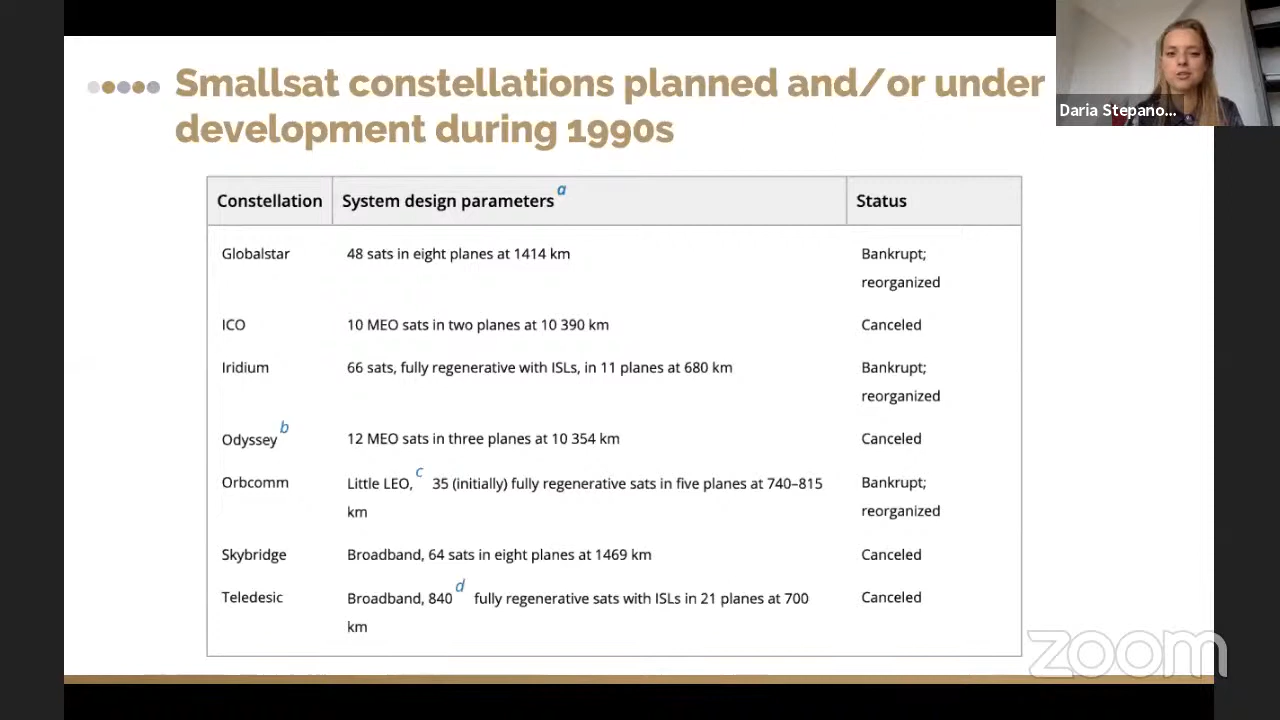 Smallsat constellations planned and/or under
development during 1990s
Daria Stepano...
Constellation System design parameters a Status
Globalstar 48 sats in eight planes at 1414 km Bankrupt;
reorganized
ICO 10 MEO sats in two planes at 10 390 km Canceled
Iridium 66 sats, fully regenerative with ISLs, in 11 planes at 680 km Bankrupt;
reorganized
Odyssey b 12 MEO sats in three planes at 10 354 km Canceled
Orbcomm Little LEO, c 35 (initially) fully regenerative sats in five planes at 740–815 Bankrupt;
km reorganized
Skybridge Broadband, 64 sats in eight planes at 1469 km Canceled
Teledesic Broadband, 840 d fully regenerative sats with ISLs in 21 planes at 700 Canceled
km
zoom